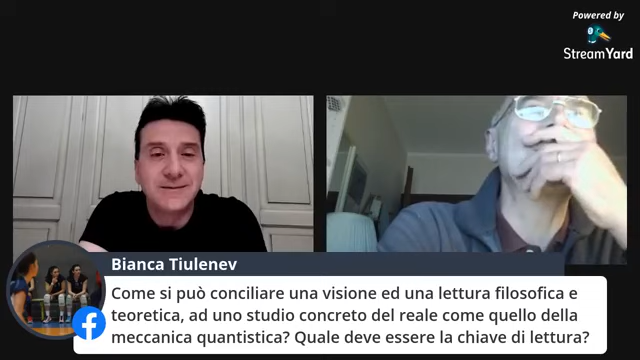 Powered by
StreamYard
Bianca Tiulenev
Come si può conciliare una visione ed una lettura filosofica e
teoretica, ad uno studio concreto del reale come quello della
meccanica quantistica? Quale deve essere la chiave di lettura?